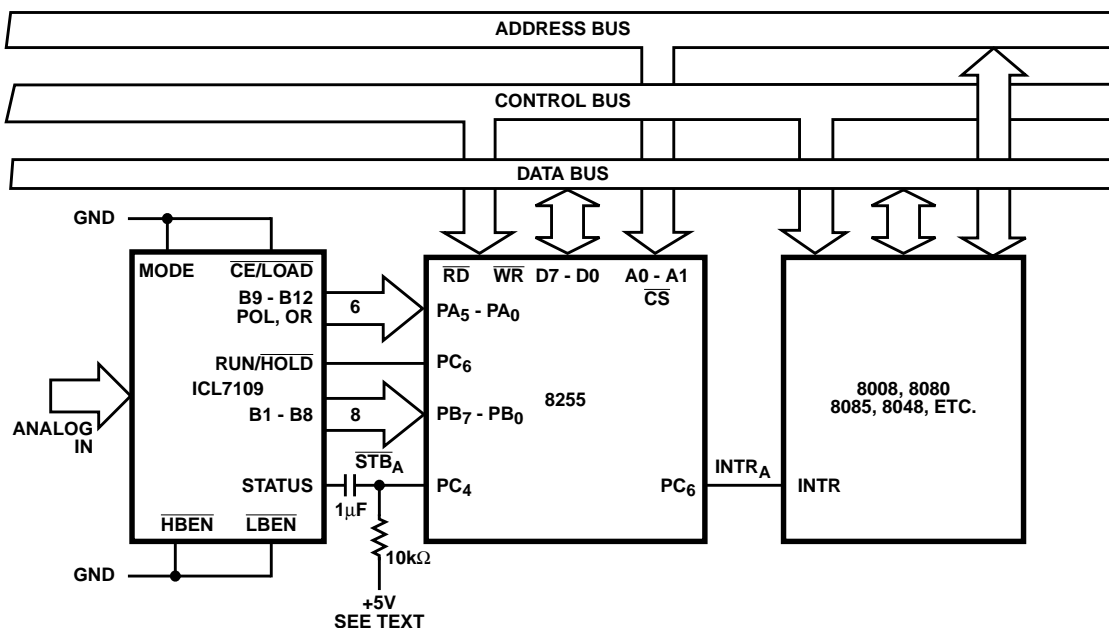 ADDRESS BUS
CONTROL BUS
DATA BUS
GND
MODE
CE/LOAD
B9 - B12
POL, OR
6
RUN/HOLD
ICL7109
B1 - B8
8
ANALOG
IN
STATUS
HBEN
LBEN
GND
STBA
1µF
10kΩ
+5V
SEE TEXT
RD
WR
D7 - D0
A0 - A1
CS
PA5 - PA0
PC6
8255
PB7 - PB0
PC4
PC6
INTRA
INTR
8008, 8080
8085, 8048, ETC.